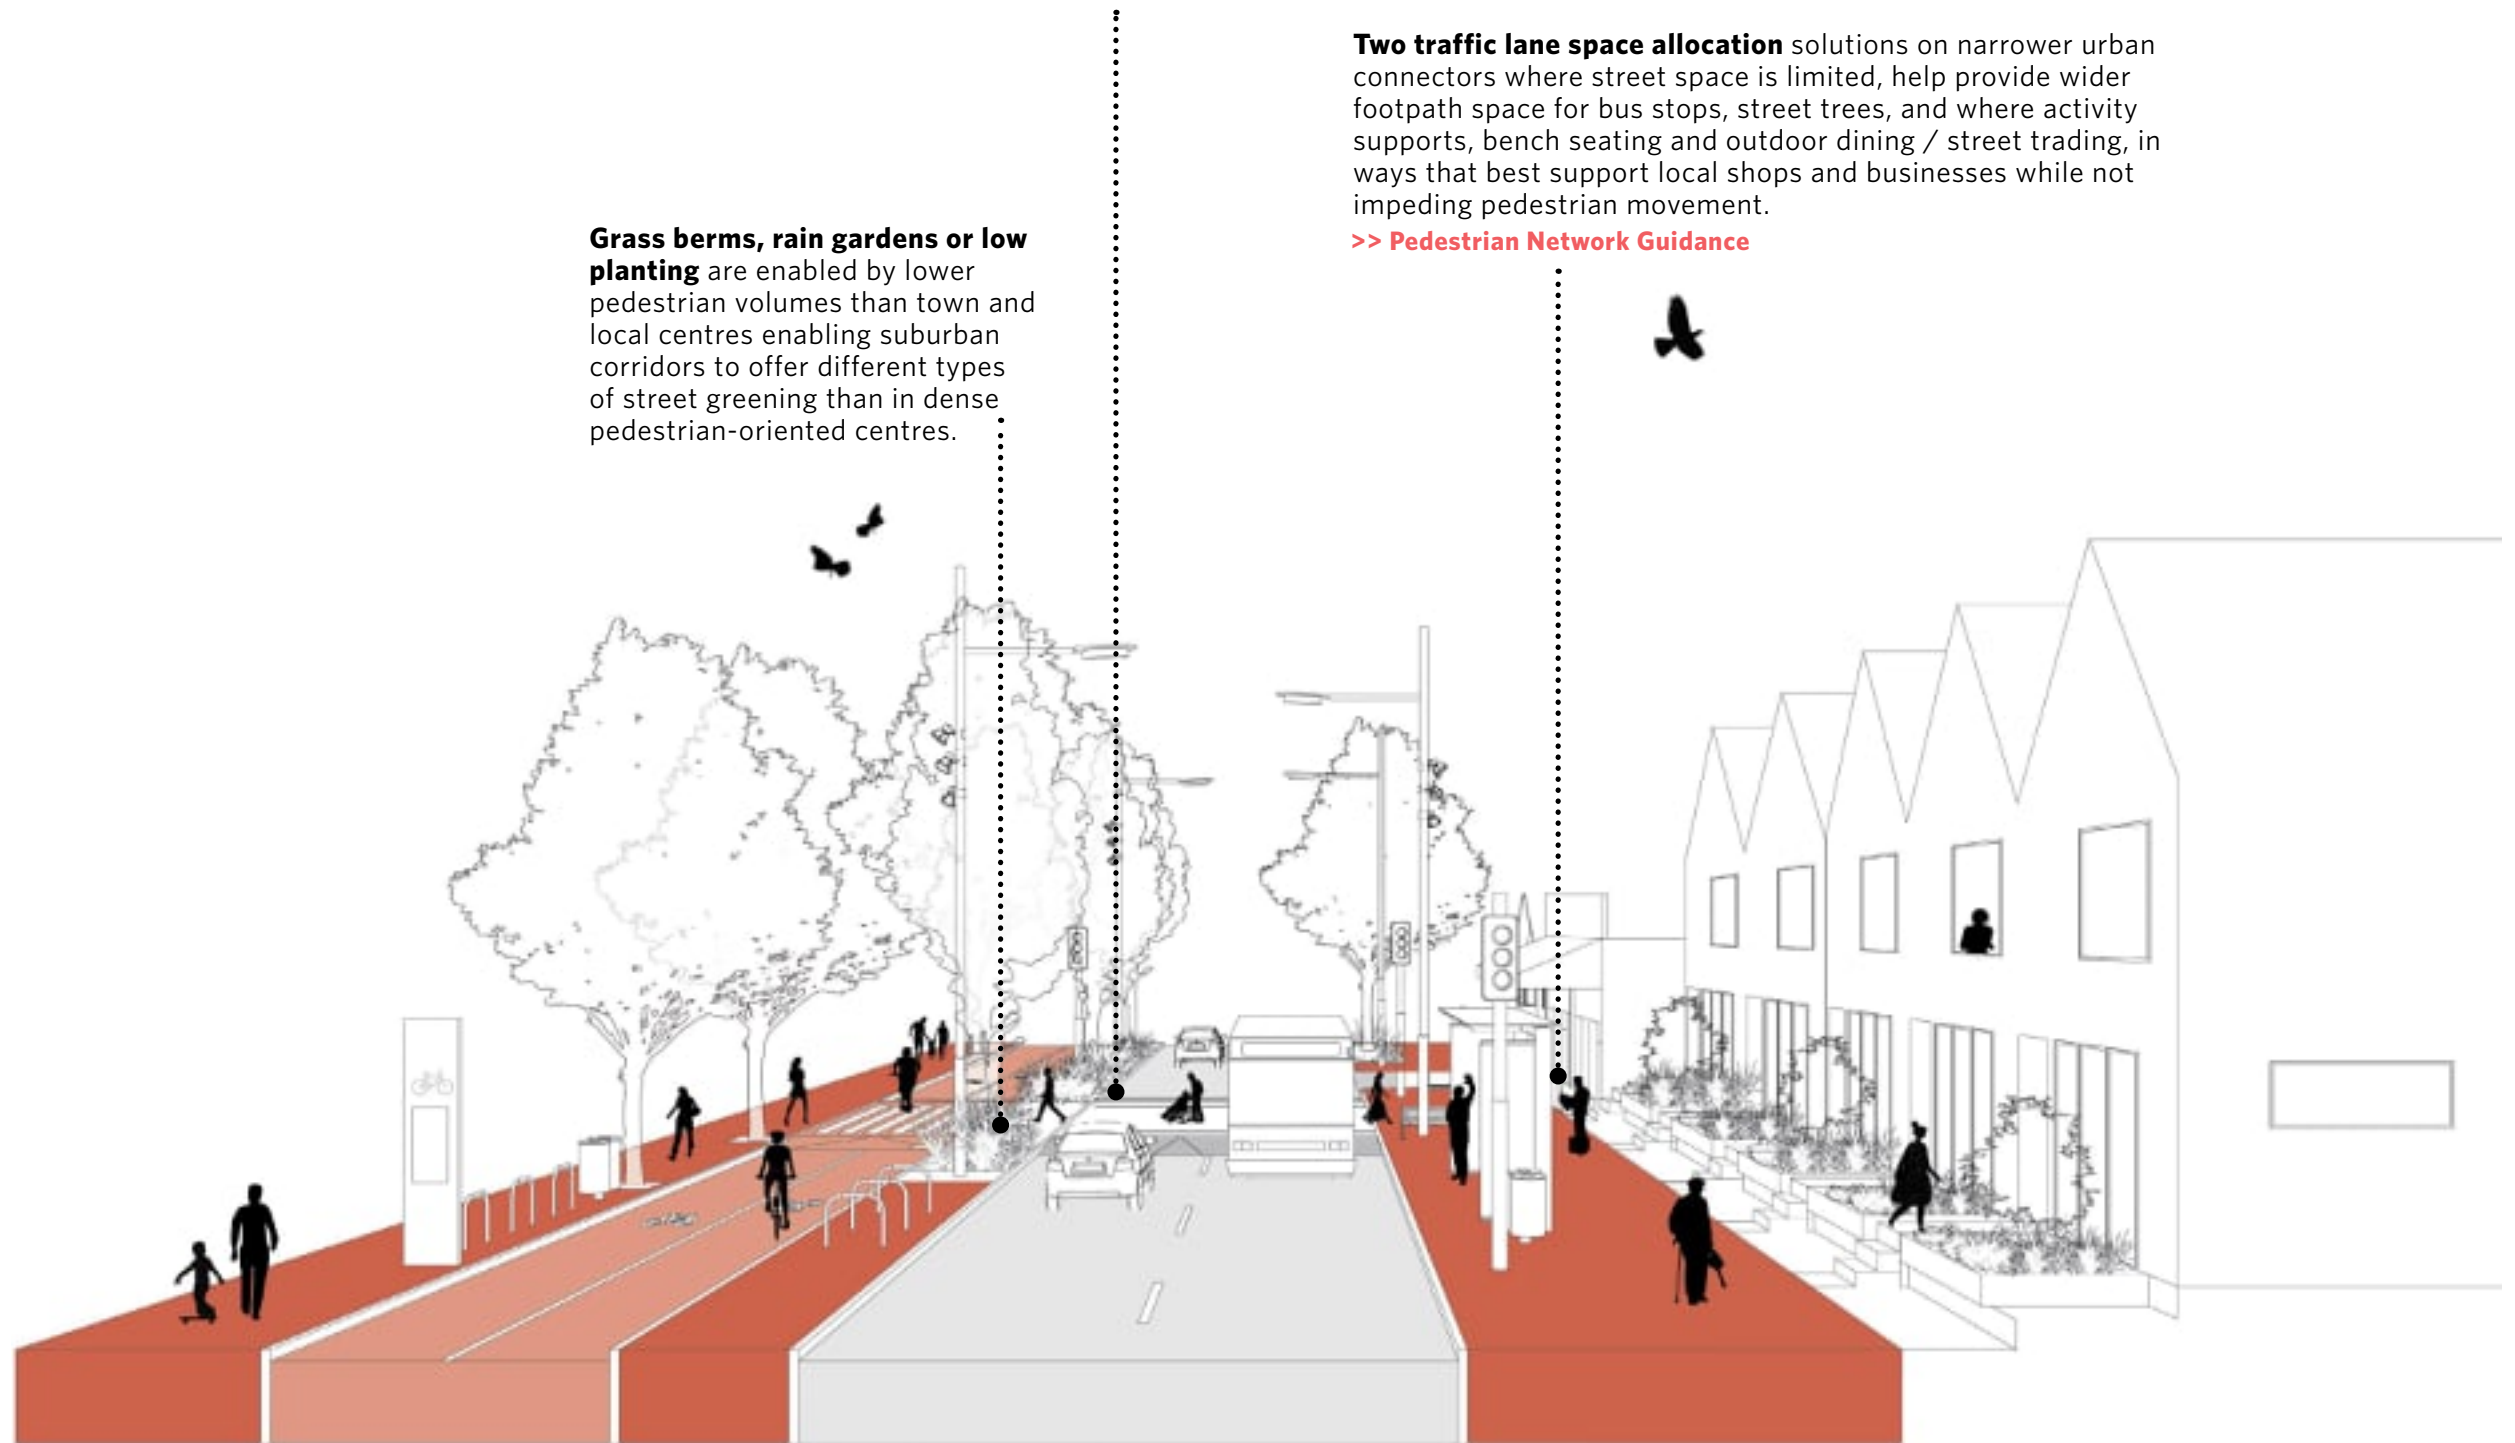 Two traffic lane space allocation solutions on narrower urban
connectors where street space is limited, help provide wider
footpath space for bus stops, street trees, and where activity
supports, bench seating and outdoor dining / street trading, in
ways that best support local shops and businesses while not
impeding pedestrian movement.
>> Pedestrian Network Guidance
Grass berms, rain gardens or low
planting are enabled by lower
pedestrian volumes than town and
local centres enabling suburban
corridors to offer different types
of street greening than in dense
pedestrian-oriented centres.